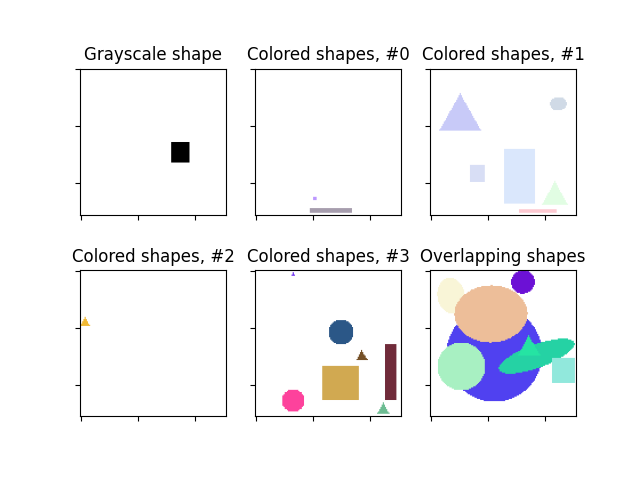 Grayscale shape
Colored shapes, #0
Colored shapes, #1
Colored shapes, #2
Colored shapes, #3
Overlapping shapes